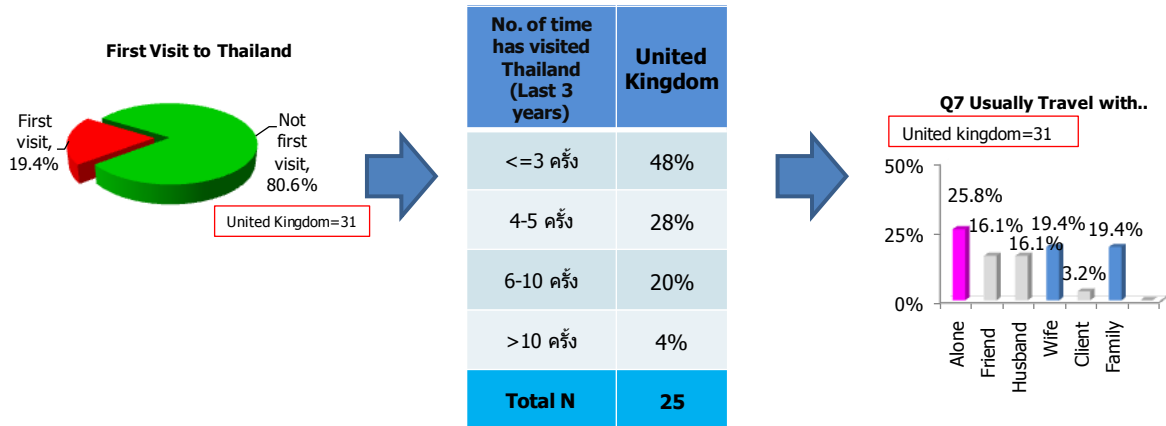 First Visit to Thailand
First
visit,
19.4%
Not
first
visit,
80.6%
United Kingdom=31
No. of time
has visited
Thailand
(Last 3
years)
United
Kingdom
<=3 ครั้ง
48%
4-5 ครั้ง
28%
6-10 ครั้ง
20%
>10 ครั้ง
4%
Total N
25
Q7 Usually Travel with..
United kingdom=31
50%
25%
0%
25.8%
16.1%
16.1%
19.4%
3.2%
19.4%
Alone
Friend
Husband
Wife
Client
Family